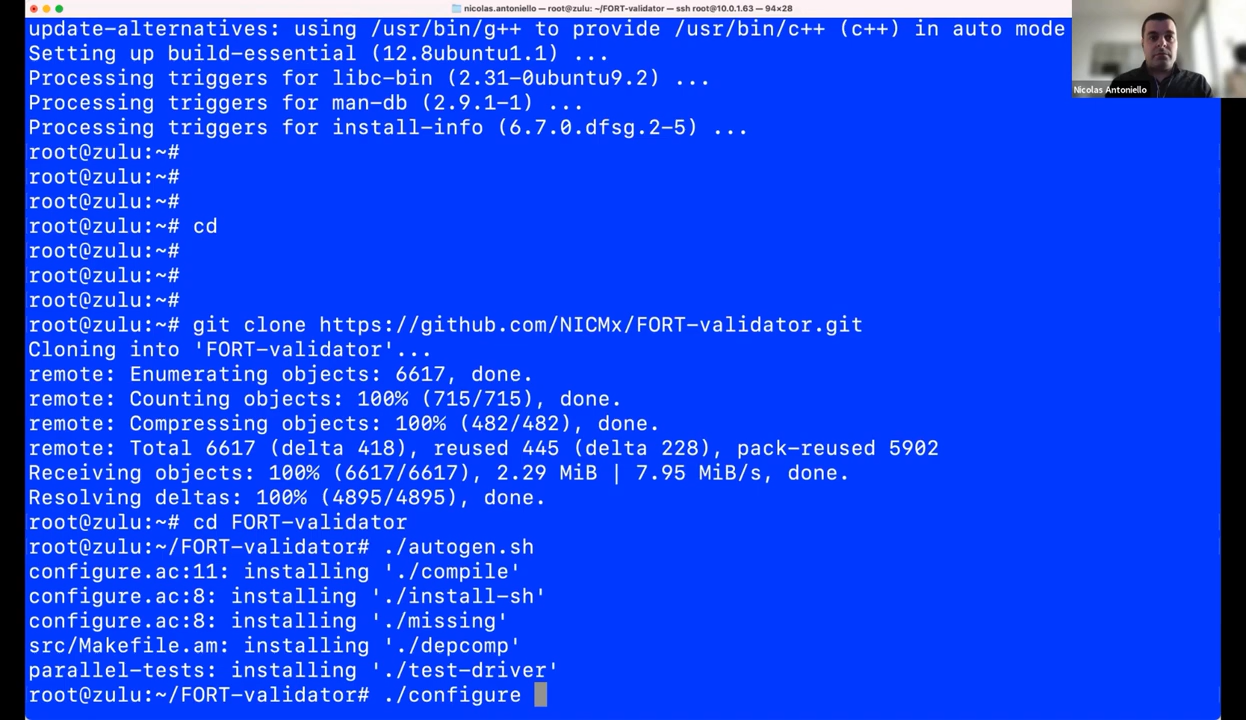 nicolas.antoniello — root@zulu: ~/FORT-validator — ssh root@10.0.1.63 — 94×28
update-alternatives: using /usr/bin/g++ to provide /usr/bin/c++ (c++) in auto mode
Setting up build-essential (12.8ubuntu1.1) ...
Processing triggers for libc-bin (2.31-0ubuntu9.2) ...
Processing triggers for man-db (2.9.1-1) ...
Processing triggers for install-info (6.7.0.dfsg.2-5) ...
root@zulu:~#
root@zulu:~#
root@zulu:~#
root@zulu:~# cd
root@zulu:~#
root@zulu:~#
root@zulu:~#
root@zulu:~# git clone https://github.com/NICMx/FORT-validator.git
Cloning into 'FORT-validator'...
remote: Enumerating objects: 6617, done.
remote: Counting objects: 100% (715/715), done.
remote: Compressing objects: 100% (482/482), done.
remote: Total 6617 (delta 418), reused 445 (delta 228), pack-reused 5902
Receiving objects: 100% (6617/6617), 2.29 MiB | 7.95 MiB/s, done.
Resolving deltas: 100% (4895/4895), done.
root@zulu:~# cd FORT-validator
root@zulu:~/FORT-validator# ./autogen.sh
configure.ac:11: installing './compile'
configure.ac:8: installing './install-sh'
configure.ac:8: installing './missing'
src/Makefile.am: installing './depcomp'
parallel-tests: installing './test-driver'
root@zulu:~/FORT-validator# ./configure
Nicolas Antoniello